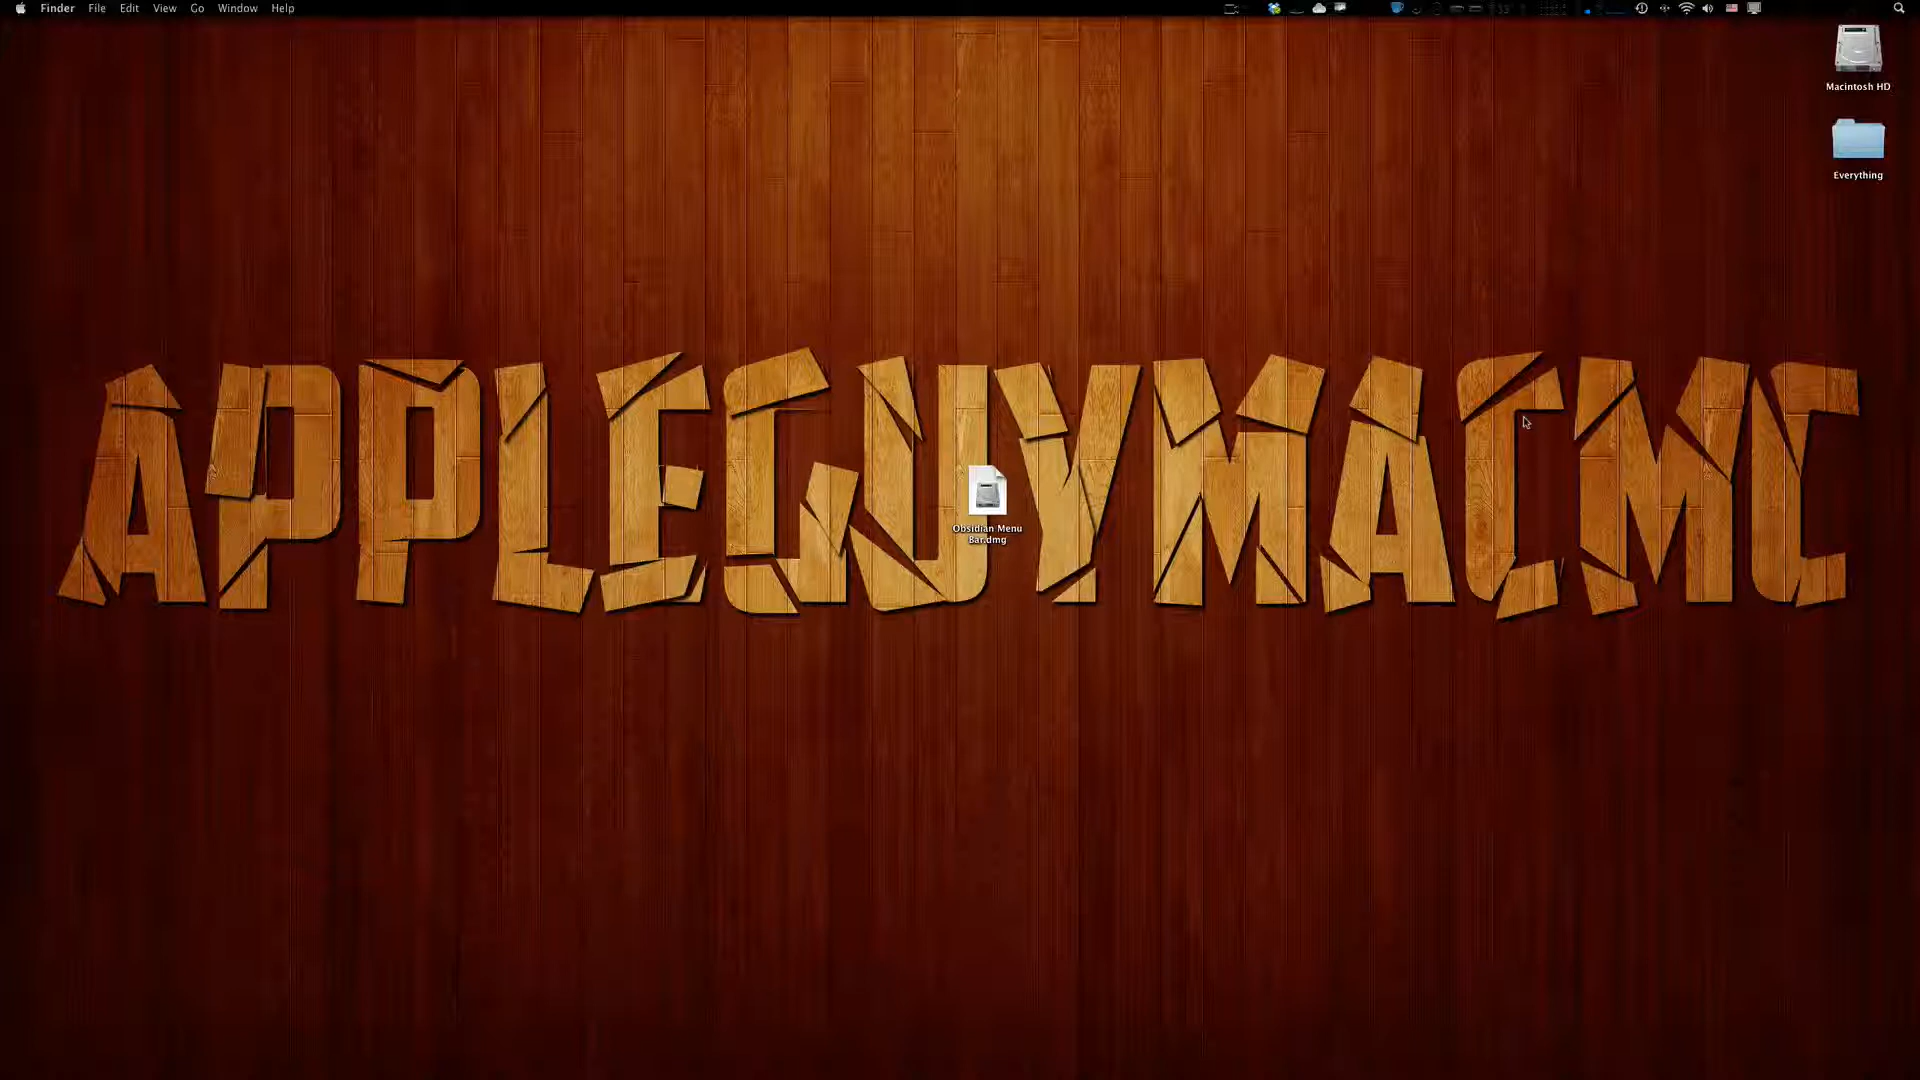 Finder File Edit View Go Window Help
Macintosh HD
Everything
APPLEGUYMACMC
Obsidian Menu
Bar.dmg